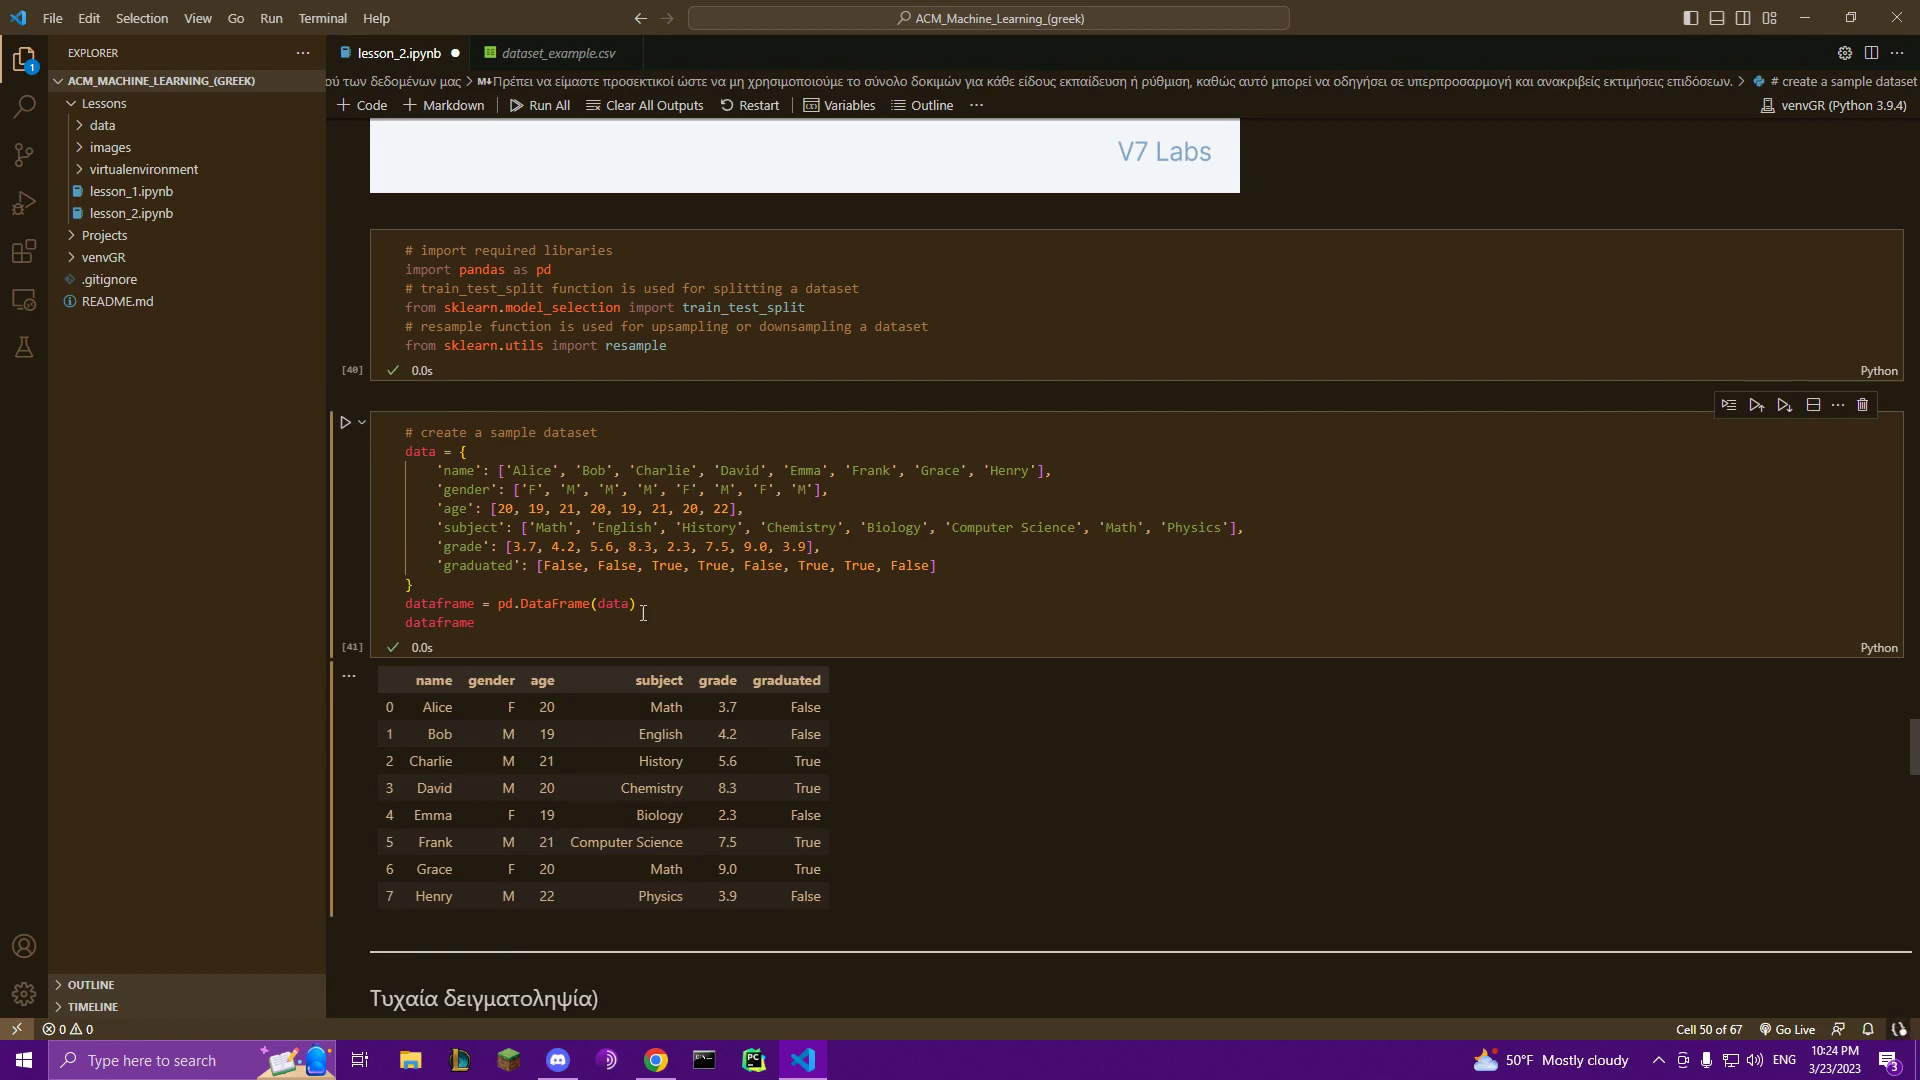 File Edit Selection View Go Run Terminal Help
ACM_Machine_Learning_(greek)
EXPLORER
lesson_2.ipynb
dataset_example.csv
1
ACM_MACHINE_LEARNING_(GREEK)
ού των δεδομένων μας > M↓Πρέπει να είμαστε προσεκτικοί ώστε να μη χρησιμοποιούμε το σύνολο δοκιμών για κάθε είδους εκπαίδευση ή ρύθμιση, καθώς αυτό μπορεί να οδηγήσει σε υπερπροσαρμογή και ανακριβείς εκτιμήσεις επιδόσεων. > # create a sample dataset
+ Code + Markdown Run All Clear All Outputs Restart Variables Outline ... venvGR (Python 3.9.4)
Lessons
data
images
virtualenvironment
lesson_1.ipynb
lesson_2.ipynb
Projects
venvGR
.gitignore
README.md
V7 Labs
# import required libraries
import pandas as pd
# train_test_split function is used for splitting a dataset
from sklearn.model_selection import train_test_split
# resample function is used for upsampling or downsampling a dataset
from sklearn.utils import resample
[40] 0.0s Python
# create a sample dataset
data = {
'name': ['Alice', 'Bob', 'Charlie', 'David', 'Emma', 'Frank', 'Grace', 'Henry'],
'gender': ['F', 'M', 'M', 'M', 'F', 'M', 'F', 'M'],
'age': [20, 19, 21, 20, 19, 21, 20, 22],
'subject': ['Math', 'English', 'History', 'Chemistry', 'Biology', 'Computer Science', 'Math', 'Physics'],
'grade': [3.7, 4.2, 5.6, 8.3, 2.3, 7.5, 9.0, 3.9],
'graduated': [False, False, True, True, False, True, True, False]
}
dataframe = pd.DataFrame(data)
dataframe
[41] 0.0s Python
name gender age subject grade graduated
0 Alice F 20 Math 3.7 False
1 Bob M 19 English 4.2 False
2 Charlie M 21 History 5.6 True
3 David M 20 Chemistry 8.3 True
4 Emma F 19 Biology 2.3 False
5 Frank M 21 Computer Science 7.5 True
6 Grace F 20 Math 9.0 True
7 Henry M 22 Physics 3.9 False
Τυχαία δειγματοληψία)
OUTLINE
TIMELINE
0 0
Cell 50 of 67 Go Live
Type here to search
50°F Mostly cloudy
ENG
10:24 PM
3/23/2023
3